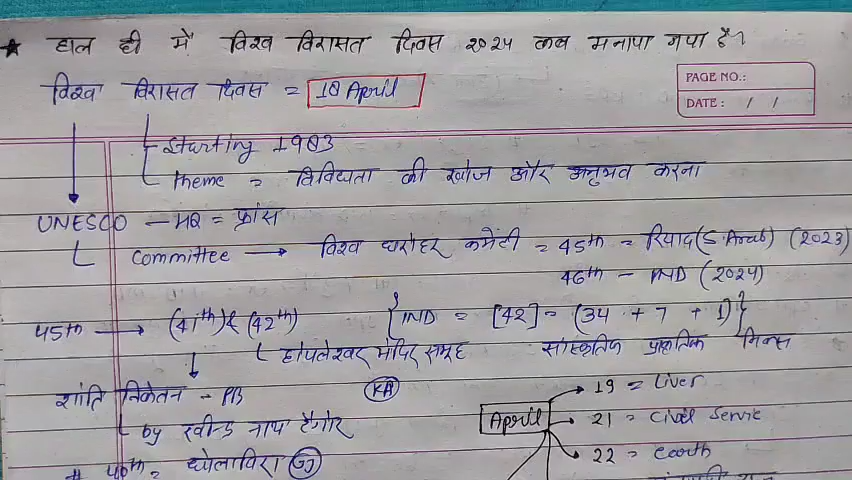 ★ हाल ही में विश्व विरासत दिवस 2024 कब मनाया गया है?
विश्व विरासत दिवस = 18 April
PAGE NO.:
DATE: / /
Starting 1983
Theme = विविधता की खोज और अनुभव करना
UNESCO — HQ = फ्रांस
Committee → विश्व धरोहर कमेटी = 45th = रियाद (S. Arab) (2023)
46th - IND (2024)
45th → (41th) & (42th) { IND = [42] = (34 + 7 + 1) }
होयसलेश्वर मंदिर समूह सांस्कृतिक प्राकृतिक मिक्स
KA
शांति निकेतन - PB
by रवीन्द्र नाथ टैगोर
April
19 = Liver
21 = Civil Service
22 = earth
# 40th = धोलाविरा GJ